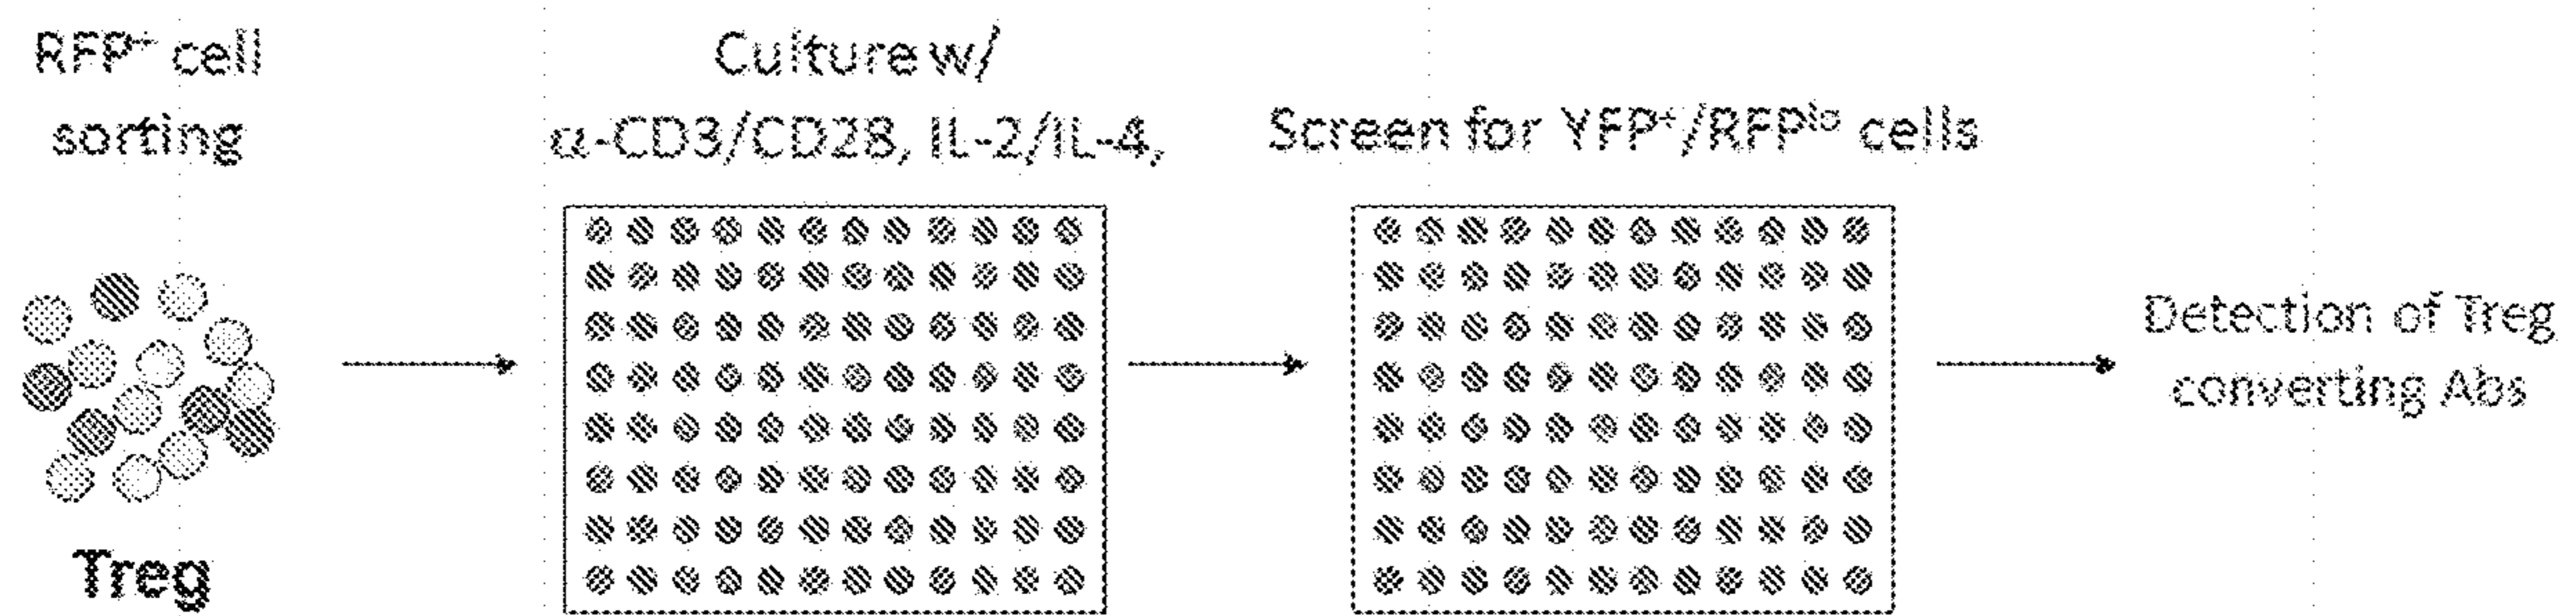 RFP⁺ cell
sorting
Culture w/
α-CD3/CD28, IL-2/IL-4,
Screen for YFP⁺/RFPˡᵒ cells
Detection of Treg
converting Abs
Treg